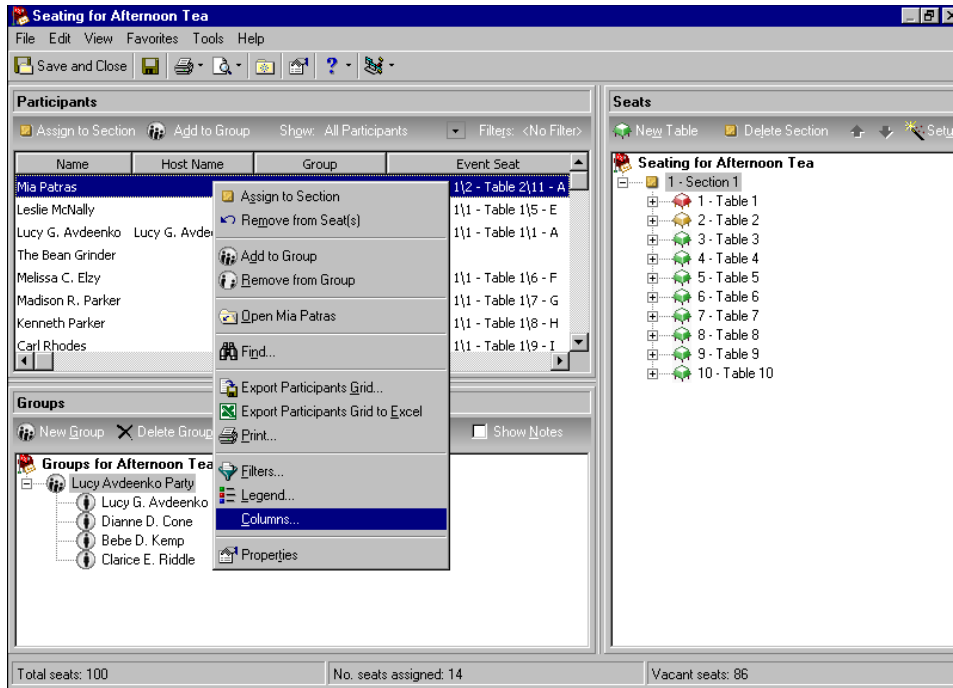 Seating for Afternoon Tea
File Edit View Favorites Tools Help
Save and Close
Participants
Assign to Section Add to Group Show: All Participants Filters: <No Filter>
Name Host Name Group Event Seat
Mia Patras 1\2 - Table 2\11 - A
Leslie McNally 1\1 - Table 1\5 - E
Lucy G. Avdeenko Lucy G. Avde 1\1 - Table 1\1 - A
The Bean Grinder
Melissa C. Elzy 1\1 - Table 1\6 - F
Madison R. Parker 1\1 - Table 1\7 - G
Kenneth Parker 1\1 - Table 1\8 - H
Carl Rhodes 1\1 - Table 1\9 - I
Assign to Section
Remove from Seat(s)
Add to Group
Remove from Group
Open Mia Patras
Find...
Export Participants Grid...
Export Participants Grid to Excel
Print...
Filters...
Legend...
Columns...
Properties
Groups
New Group Delete Group Show Notes
Groups for Afternoon Tea
Lucy Avdeenko Party
Lucy G. Avdeenko
Dianne D. Cone
Bebe D. Kemp
Clarice E. Riddle
Seats
New Table Delete Section Setu
Seating for Afternoon Tea
1 - Section 1
1 - Table 1
2 - Table 2
3 - Table 3
4 - Table 4
5 - Table 5
6 - Table 6
7 - Table 7
8 - Table 8
9 - Table 9
10 - Table 10
Total seats: 100 No. seats assigned: 14 Vacant seats: 86